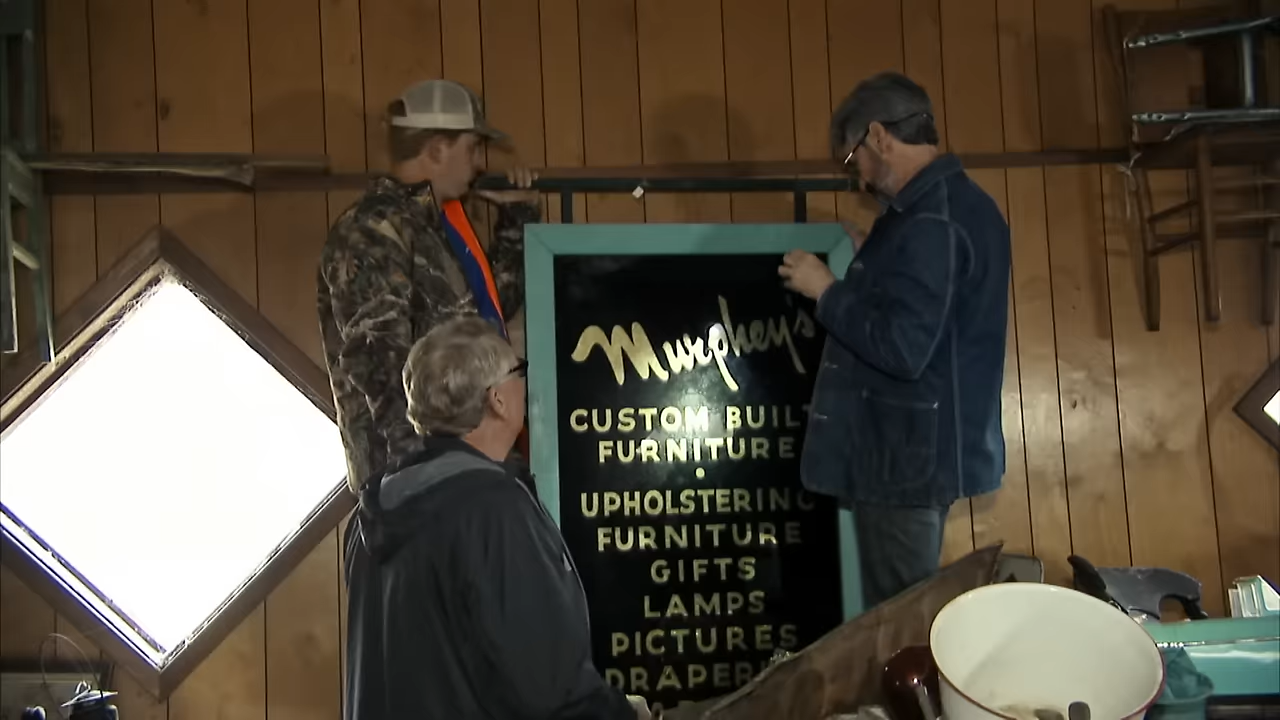 Murphey's
CUSTOM BUILT
FURNITURE
•
UPHOLSTERING
FURNITURE
GIFTS
LAMPS
PICTURES